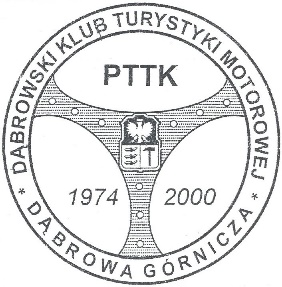 DĄBROWSKI KLUB TURYSTYKI MOTOROWEJ
PTTK
1974 2000
* DĄBROWA GÓRNICZA *